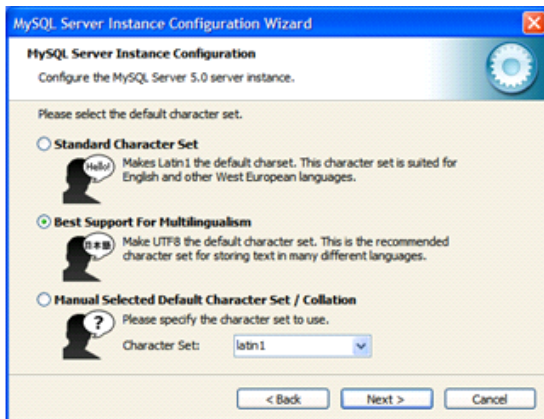 MySQL Server Instance Configuration Wizard
MySQL Server Instance Configuration
Configure the MySQL Server 5.0 server instance.
Please select the default character set.
Standard Character Set
Hello!
Makes Latin1 the default charset. This character set is suited for
English and other West European languages.
Best Support For Multilingualism
日本語
Make UTF8 the default character set. This is the recommended
character set for storing text in many different languages.
Manual Selected Default Character Set / Collation
?
Please specify the character set to use.
Character Set: latin1
< Back Next > Cancel